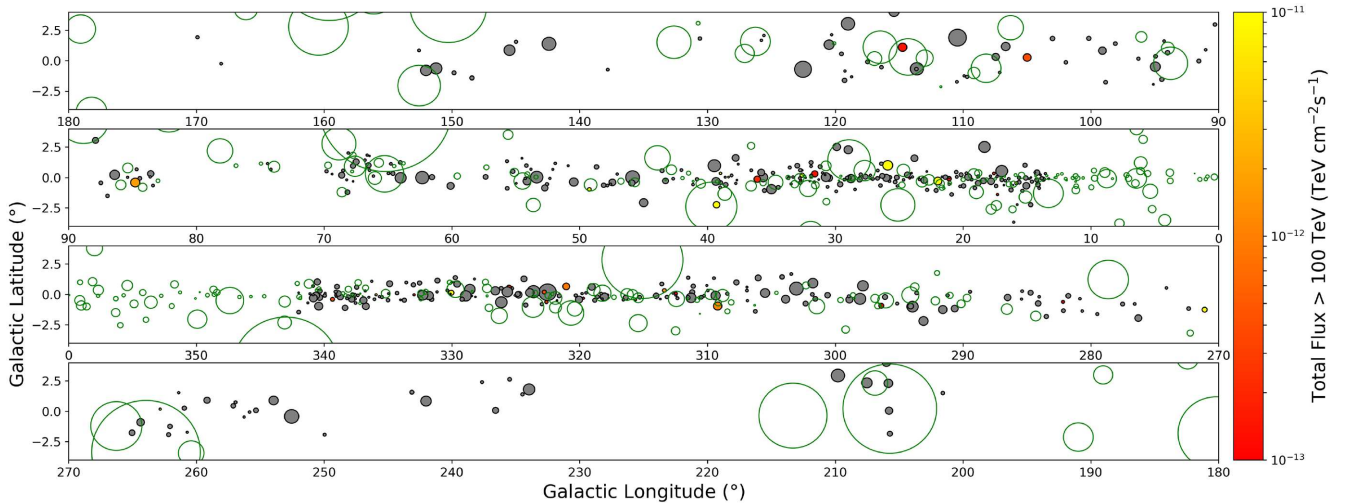 2.5
0.0
−2.5
180 170 160 150 140 130 120 110 100 90
2.5
0.0
−2.5
90 80 70 60 50 40 30 20 10 0
2.5
0.0
−2.5
0 350 340 330 320 310 300 290 280 270
2.5
0.0
−2.5
270 260 250 240 230 220 210 200 190 180
Galactic Longitude (°)
Galactic Latitude (°)
10⁻¹¹
10⁻¹²
10⁻¹³
Total Flux > 100 TeV (TeV cm⁻²s⁻¹)